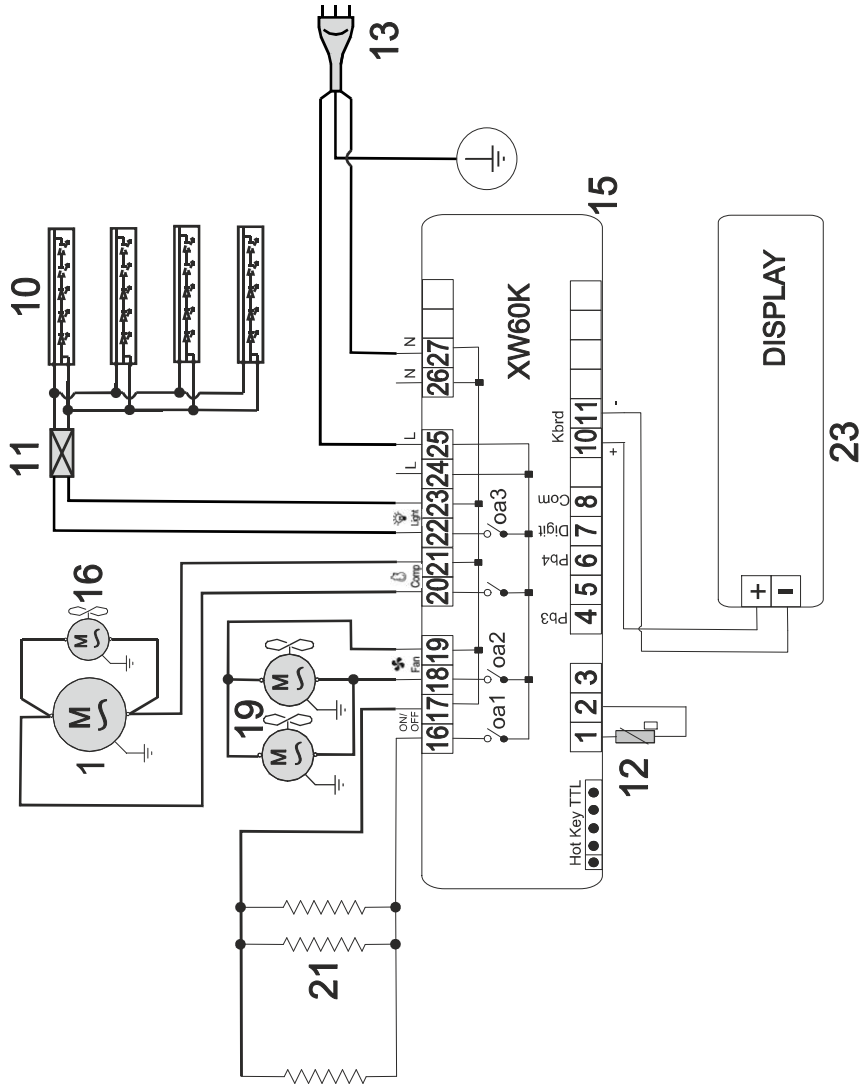 13
10
11
16
M
M
1
19
M
M
21
12
15
23
XW60K
DISPLAY
+
-
N
N
27
26
L
L
25
24
23
22
Light
oa3
21
20
Comp
19
18
Fan
oa2
17
16
ON/
OFF
oa1
Kbrd
-
+
11
10
Com
8
Digit
7
Pb4
6
5
Pb3
4
3
2
1
Hot Key TTL